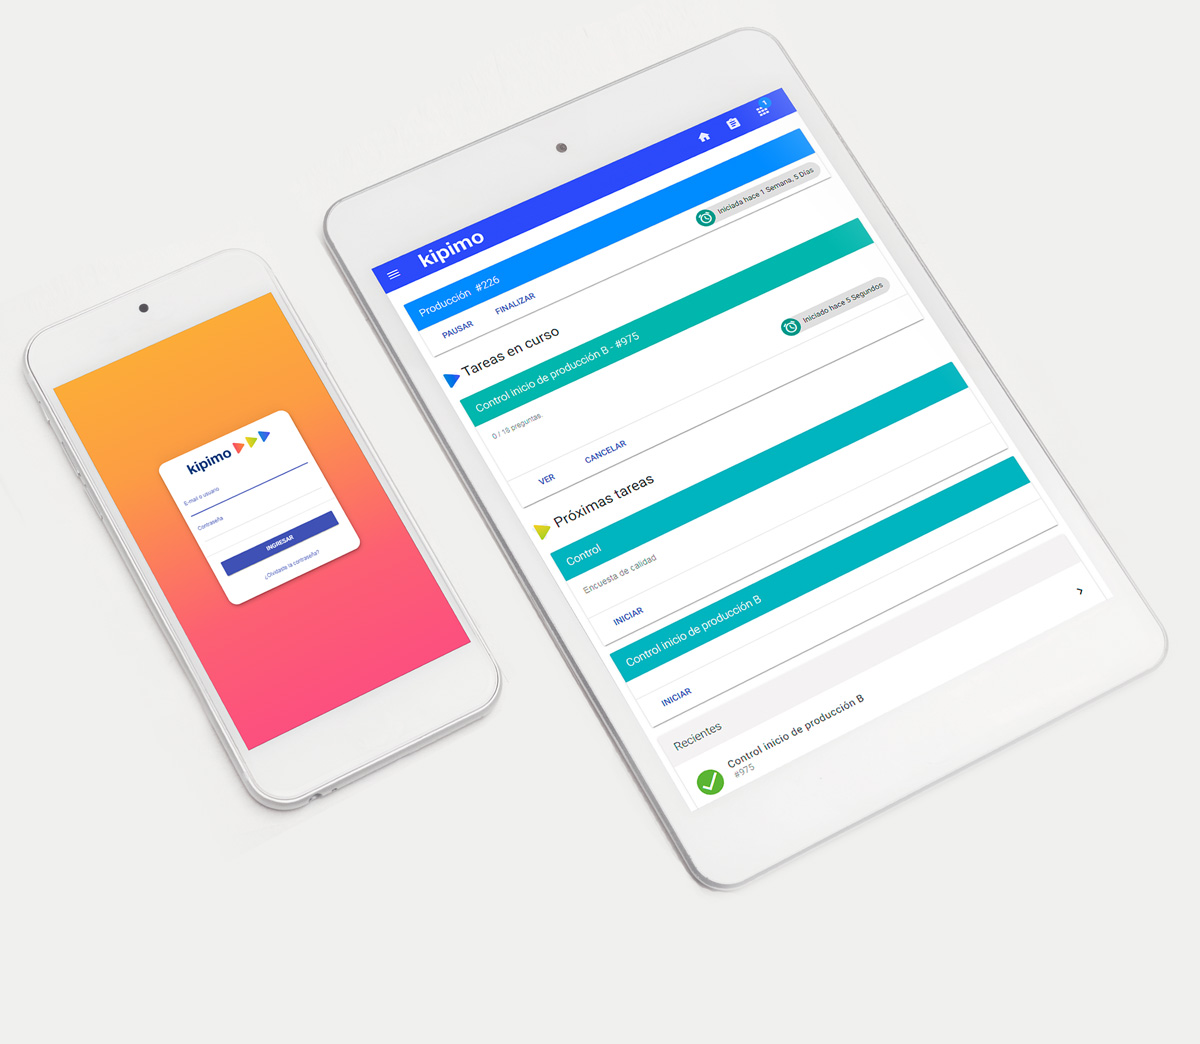 kipimo
E-mail o usuario
Contraseña
INGRESAR
¿Olvidaste la contraseña?
kipimo
1
Producción #226
Iniciada hace 1 Semana, 5 Días
PAUSAR FINALIZAR
Tareas en curso
Control inicio de producción B - #975
Iniciado hace 5 Segundos
0 / 18 preguntas
VER CANCELAR
Próximas tareas
Control
Encuesta de calidad
INICIAR
Control inicio de producción B
INICIAR
Recientes
Control inicio de producción B
#975